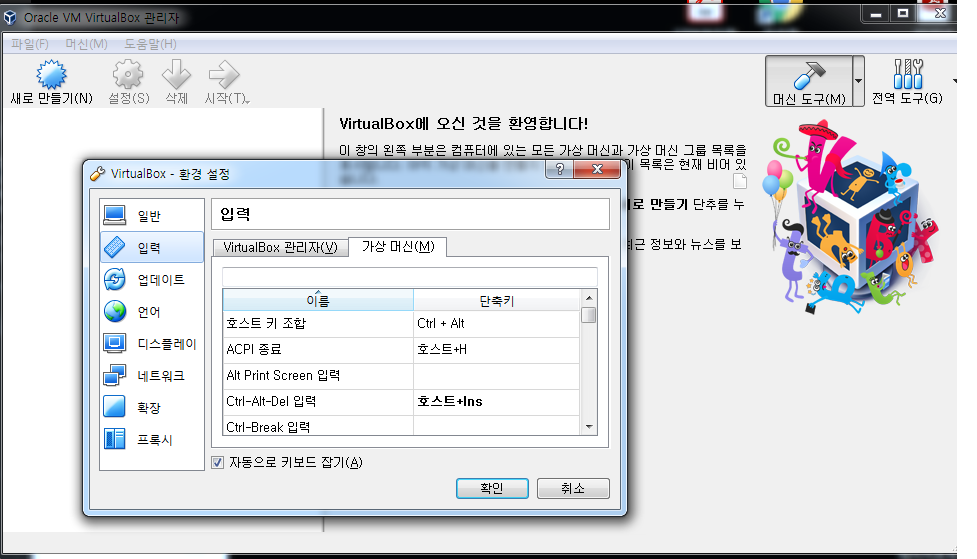 Oracle VM VirtualBox 관리자
파일(F) 머신(M) 도움말(H)
새로 만들기(N) 설정(S) 삭제 시작(T) 머신 도구(M) 전역 도구(G)
VirtualBox에 오신 것을 환영합니다!
이 창의 왼쪽 부분은 컴퓨터에 있는 모든 가상 머신과 가상 머신 그룹 목록을
이 목록은 현재 비어 있
로 만들기 단추를 누
최근 정보와 뉴스를 보
VirtualBox - 환경 설정
일반
입력
업데이트
언어
디스플레이
네트워크
확장
프록시
입력
VirtualBox 관리자(V) 가상 머신(M)
이름 단축키
호스트 키 조합 Ctrl + Alt
ACPI 종료 호스트+H
Alt Print Screen 입력
Ctrl-Alt-Del 입력 호스트+Ins
Ctrl-Break 입력
자동으로 키보드 잡기(A)
확인 취소